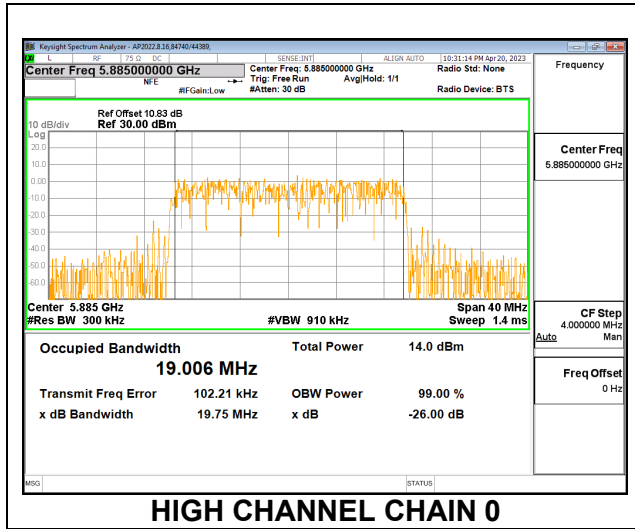 Keysight Spectrum Analyzer - AP2022.8.16,84740/44389,
L RF 75 Ω DC SENSE:INT ALIGN AUTO 10:31:14 PM Apr 20, 2023
Center Freq 5.885000000 GHz Center Freq: 5.885000000 GHz Radio Std: None
NFE Trig: Free Run Avg|Hold: 1/1
#IFGain:Low #Atten: 30 dB Radio Device: BTS
Frequency
Ref Offset 10.83 dB
10 dB/div Ref 30.00 dBm
Log
20.0
10.0
0.00
-10.0
-20.0
-30.0
-40.0
-50.0
-60.0
Center 5.885 GHz Span 40 MHz
#Res BW 300 kHz #VBW 910 kHz Sweep 1.4 ms
Center Freq
5.885000000 GHz
CF Step
4.000000 MHz
Auto Man
Freq Offset
0 Hz
Occupied Bandwidth Total Power 14.0 dBm
19.006 MHz
Transmit Freq Error 102.21 kHz OBW Power 99.00 %
x dB Bandwidth 19.75 MHz x dB -26.00 dB
MSG STATUS
HIGH CHANNEL CHAIN 0